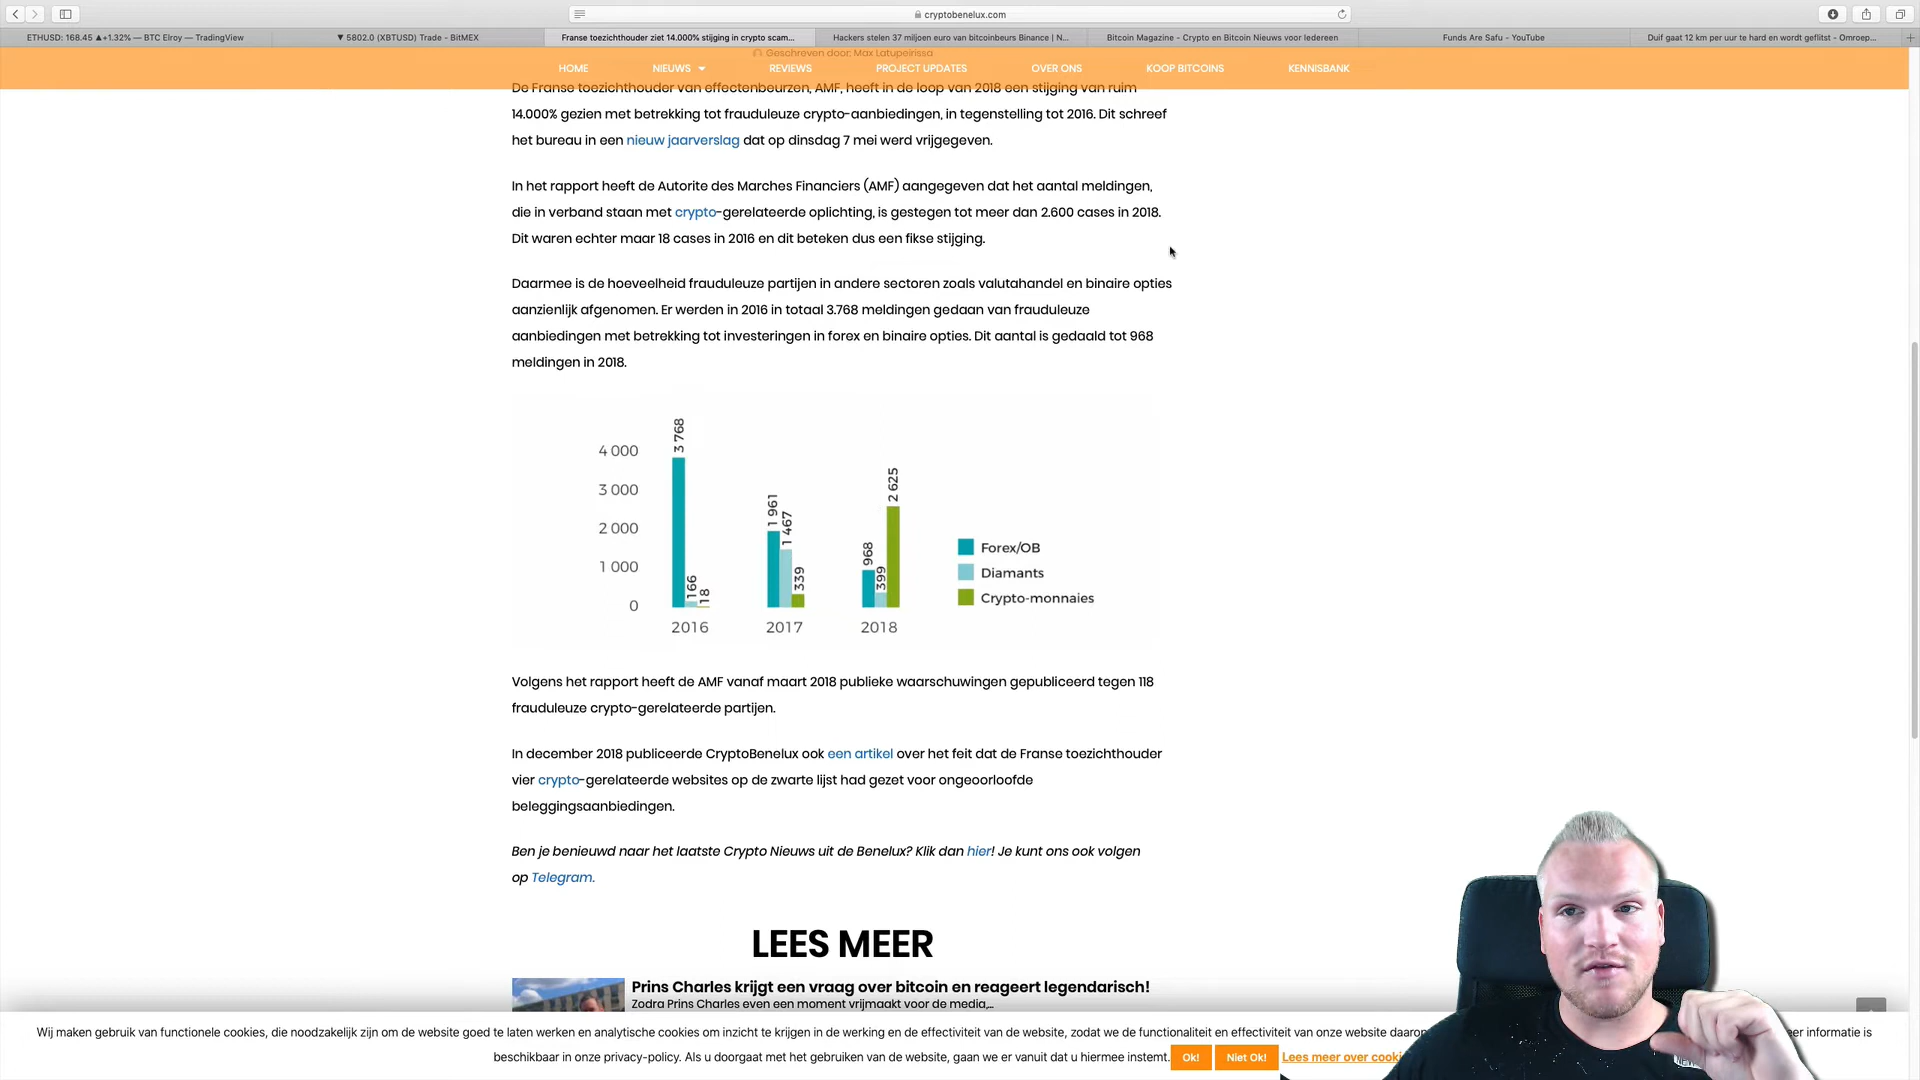 cryptobenelux.com
ETHUSD: 168.45 ▲+1.32% — BTC Elroy — TradingView
▼ 5802.0 (XBTUSD) Trade - BitMEX
Franse toezichthouder ziet 14.000% stijging in crypto scam...
Hackers stelen 37 miljoen euro van bitcoinbeurs Binance | N...
Bitcoin Magazine - Crypto en Bitcoin Nieuws voor Iedereen
Funds Are Safu - YouTube
Duif gaat 12 km per uur te hard en wordt geflitst - Omroep...
Geschreven door: Max Latupeirissa
HOME NIEUWS REVIEWS PROJECT UPDATES OVER ONS KOOP BITCOINS KENNISBANK
De Franse toezichthouder van effectenbeurzen, AMF, heeft in de loop van 2018 een stijging van ruim
14.000% gezien met betrekking tot frauduleuze crypto-aanbiedingen, in tegenstelling tot 2016. Dit schreef
het bureau in een nieuw jaarverslag dat op dinsdag 7 mei werd vrijgegeven.
In het rapport heeft de Autorite des Marches Financiers (AMF) aangegeven dat het aantal meldingen,
die in verband staan met crypto-gerelateerde oplichting, is gestegen tot meer dan 2.600 cases in 2018.
Dit waren echter maar 18 cases in 2016 en dit beteken dus een fikse stijging.
Daarmee is de hoeveelheid frauduleuze partijen in andere sectoren zoals valutahandel en binaire opties
aanzienlijk afgenomen. Er werden in 2016 in totaal 3.768 meldingen gedaan van frauduleuze
aanbiedingen met betrekking tot investeringen in forex en binaire opties. Dit aantal is gedaald tot 968
meldingen in 2018.
4 000
3 000
2 000
1 000
0
3 768
166
18
1 961
1 467
339
968
399
2 625
2016 2017 2018
Forex/OB
Diamants
Crypto-monnaies
Volgens het rapport heeft de AMF vanaf maart 2018 publieke waarschuwingen gepubliceerd tegen 118
frauduleuze crypto-gerelateerde partijen.
In december 2018 publiceerde CryptoBenelux ook een artikel over het feit dat de Franse toezichthouder
vier crypto-gerelateerde websites op de zwarte lijst had gezet voor ongeoorloofde
beleggingsaanbiedingen.
Ben je benieuwd naar het laatste Crypto Nieuws uit de Benelux? Klik dan hier! Je kunt ons ook volgen
op Telegram.
LEES MEER
Prins Charles krijgt een vraag over bitcoin en reageert legendarisch!
Zodra Prins Charles even een moment vrijmaakt voor de media,...
Wij maken gebruik van functionele cookies, die noodzakelijk zijn om de website goed te laten werken en analytische cookies om inzicht te krijgen in de werking en de effectiviteit van de website, zodat we de functionaliteit en effectiviteit van onze website informatie is
beschikbaar in onze privacy-policy. Als u doorgaat met het gebruiken van de website, gaan we er vanuit dat u hiermee instemt. Ok! Niet Ok! Lees meer over